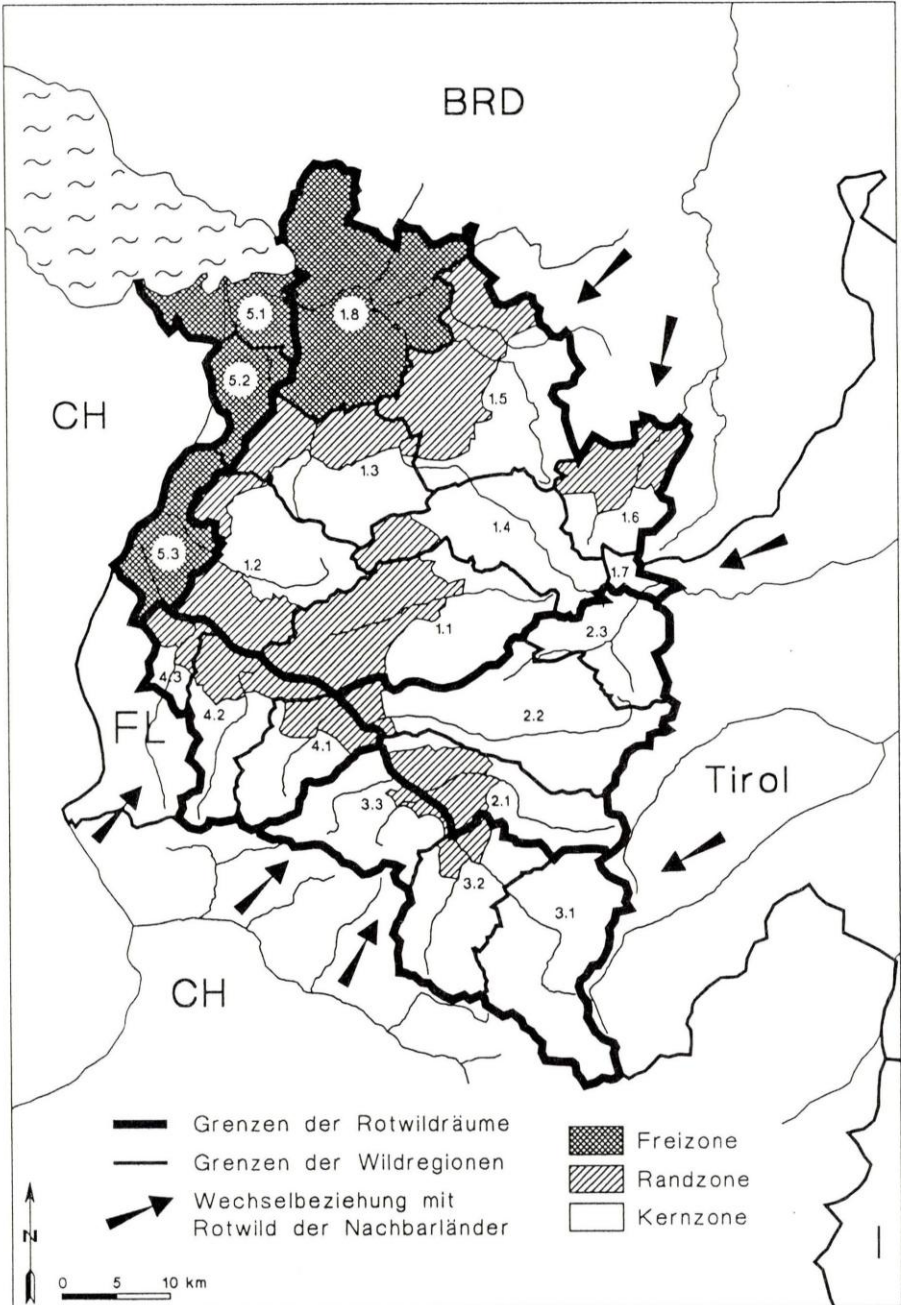 BRD
5.1
1.8
5.2
CH
1.5
1.3
1.4
1.6
5.3
1.2
1.7
1.1
2.3
4.3
4.2
2.2
FL
4.1
Tirol
3.3
2.1
3.2
3.1
CH
Grenzen der Rotwildräume
Grenzen der Wildregionen
Wechselbeziehung mit
Rotwild der Nachbarländer
Freizone
Randzone
Kernzone
I
N
0 5 10 km